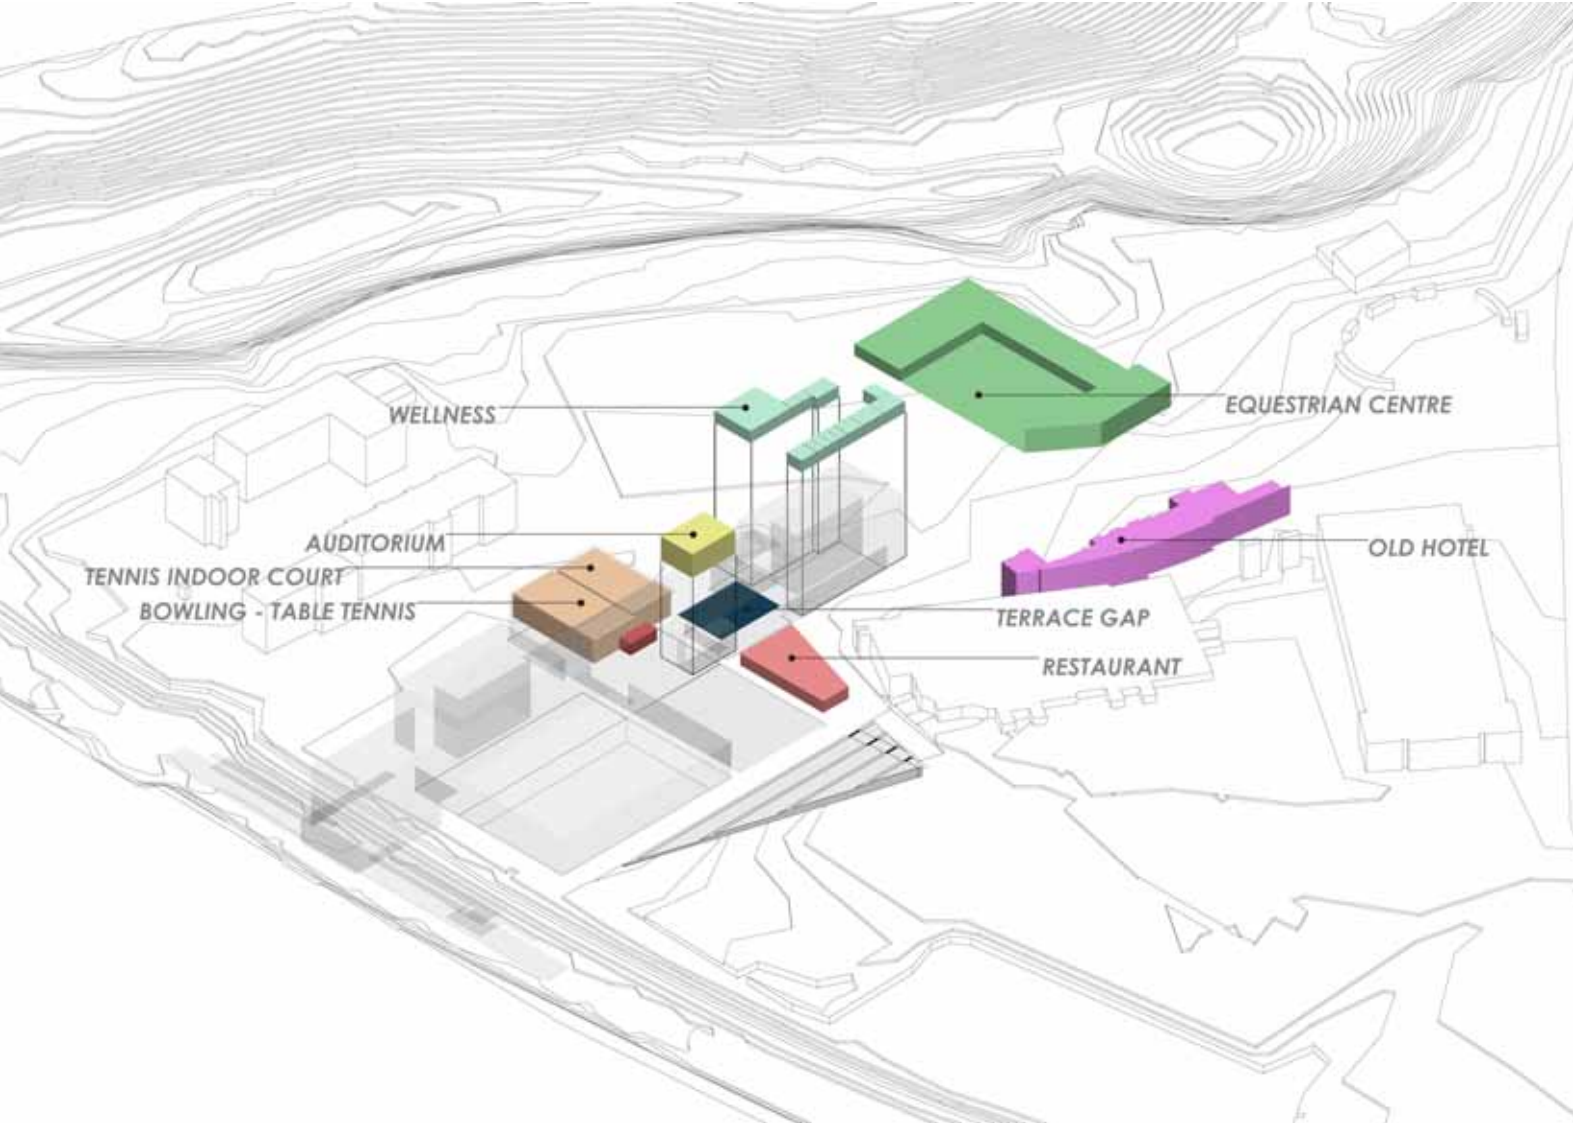 WELLNESS
EQUESTRIAN CENTRE
AUDITORIUM
OLD HOTEL
TENNIS INDOOR COURT
BOWLING - TABLE TENNIS
TERRACE GAP
RESTAURANT